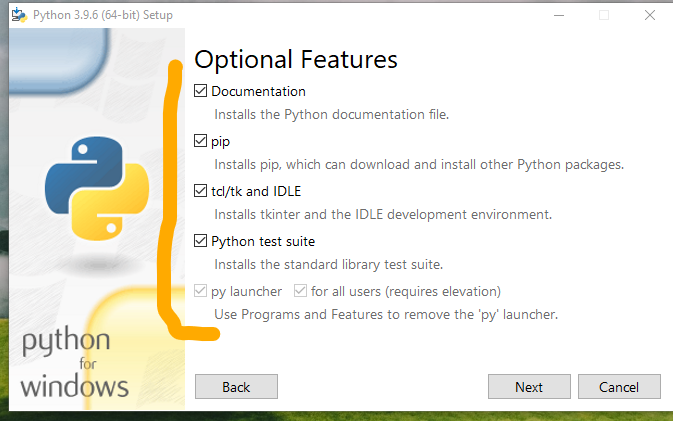 Python 3.9.6 (64-bit) Setup
Optional Features
Documentation
Installs the Python documentation file.
pip
Installs pip, which can download and install other Python packages.
tcl/tk and IDLE
Installs tkinter and the IDLE development environment.
Python test suite
Installs the standard library test suite.
py launcher for all users (requires elevation)
Use Programs and Features to remove the 'py' launcher.
python
for
windows
Back Next Cancel